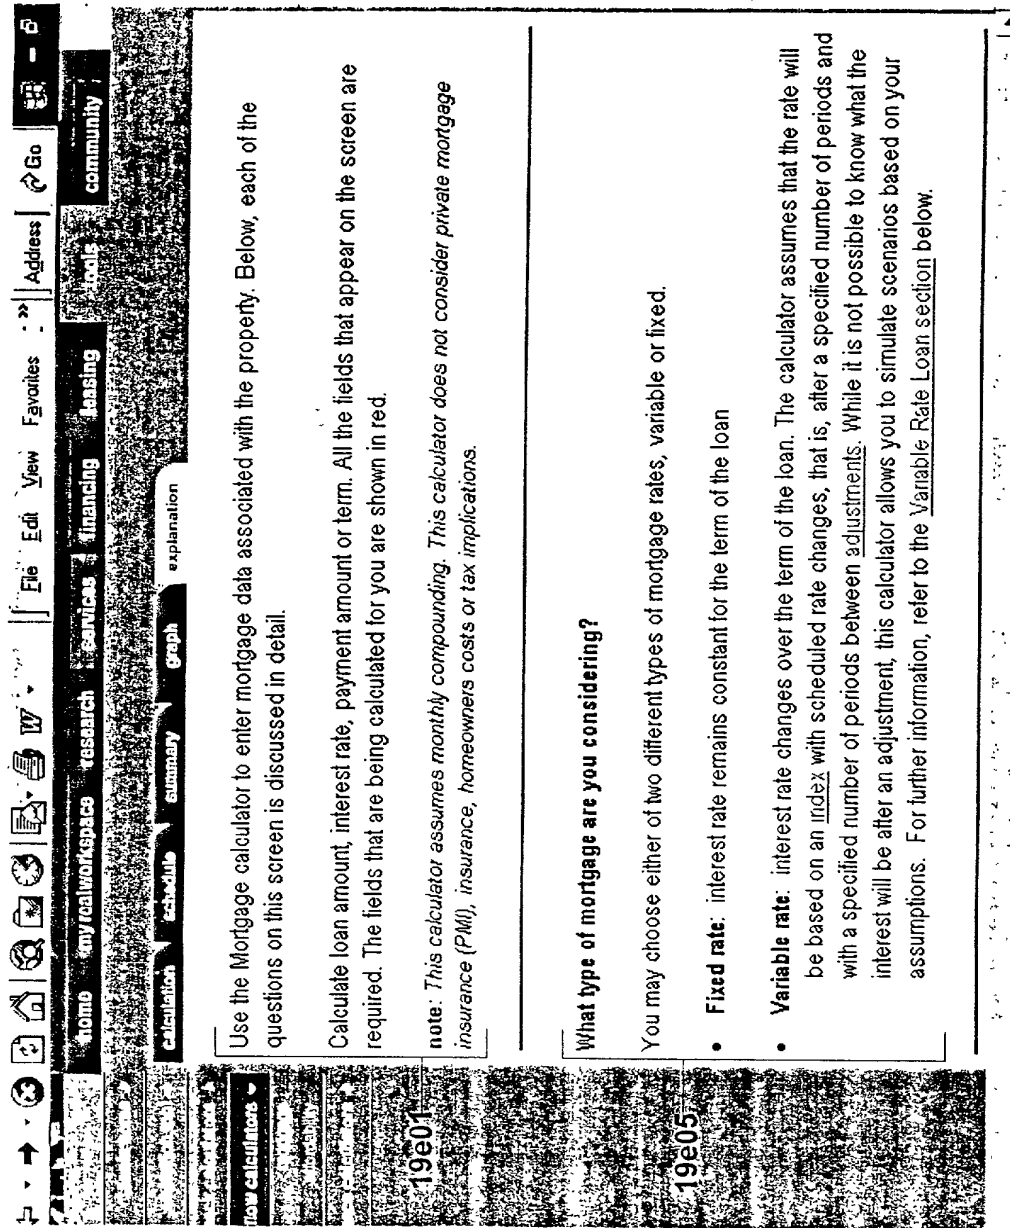 File Edit View Favorites » Address Go
home my realworkspace research services financing leasing tools community
calculation schedule summary graph explanation
Use the Mortgage calculator to enter mortgage data associated with the property. Below, each of the
questions on this screen is discussed in detail.
Calculate loan amount, interest rate, payment amount or term. All the fields that appear on the screen are
required. The fields that are being calculated for you are shown in red.
note: This calculator assumes monthly compounding. This calculator does not consider private mortgage
insurance (PMI), insurance, homeowners costs or tax implications.
19e01
What type of mortgage are you considering?
You may choose either of two different types of mortgage rates, variable or fixed.
• Fixed rate: interest rate remains constant for the term of the loan
• Variable rate: interest rate changes over the term of the loan. The calculator assumes that the rate will
be based on an index with scheduled rate changes, that is, after a specified number of periods and
with a specified number of periods between adjustments. While it is not possible to know what the
interest will be after an adjustment, this calculator allows you to simulate scenarios based on your
assumptions. For further information, refer to the Variable Rate Loan section below.
19e05